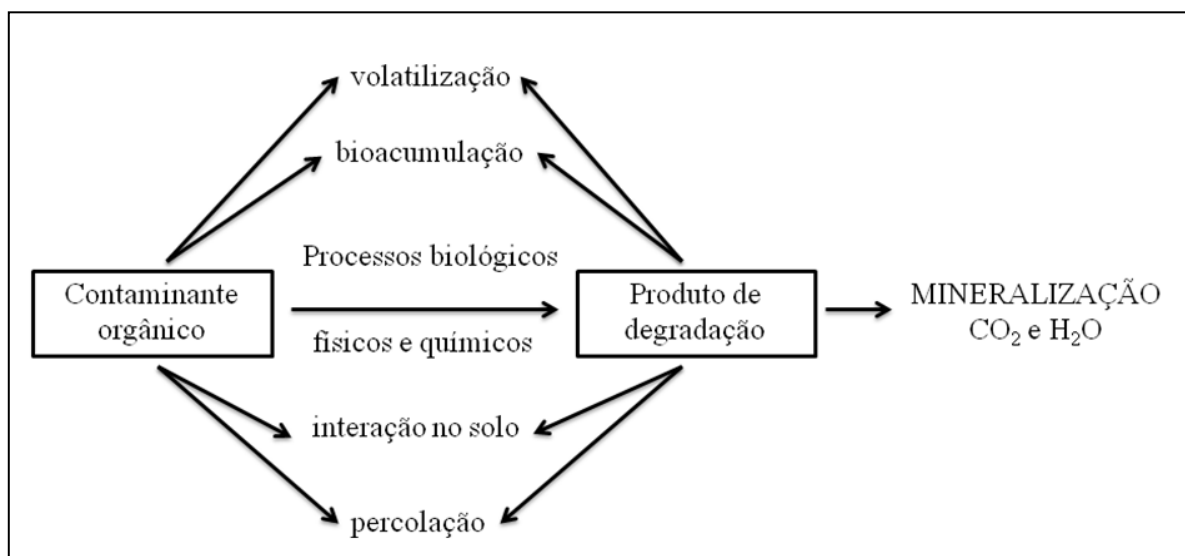 volatilização
bioacumulação
Processos biológicos
físicos e químicos
Contaminante
orgânico
Produto de
degradação
MINERALIZAÇÃO
CO₂ e H₂O
interação no solo
percolação